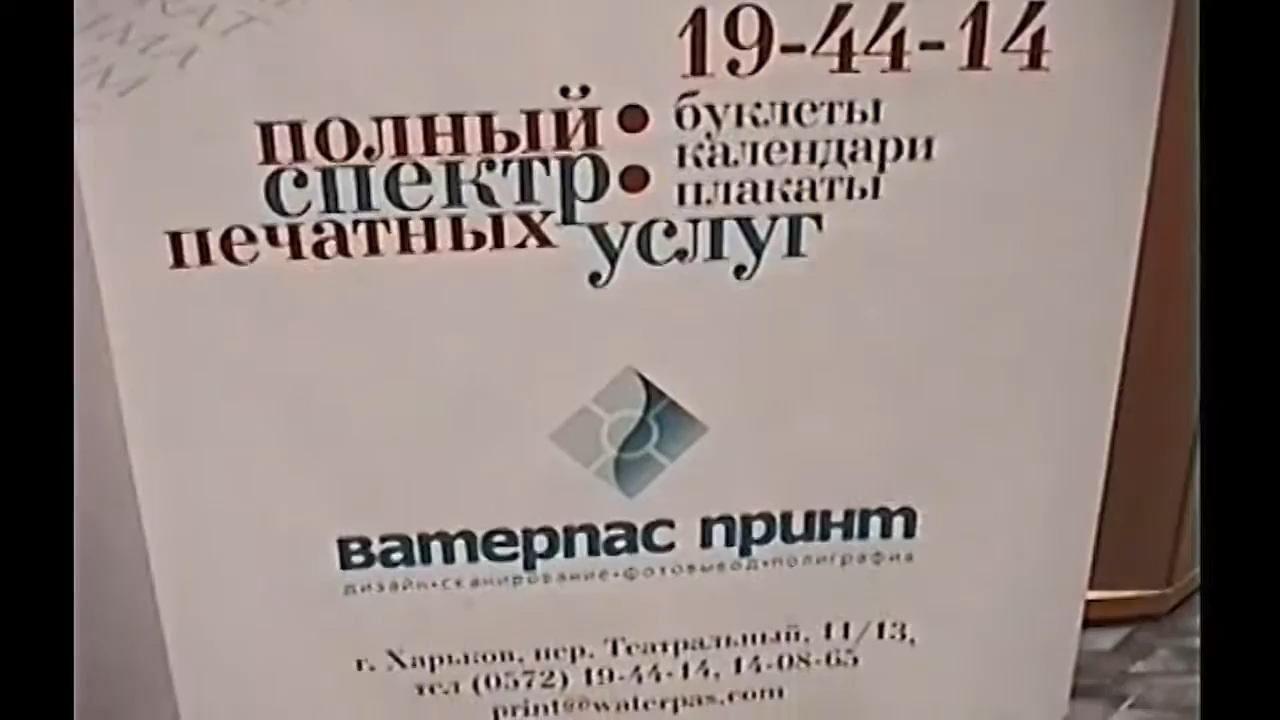 19-44-14
полный • буклеты
календари
спектр • плакаты
печатных услуг
ватерпас принт
дизайн•сканирование•фотовывод•полиграфия
г. Харьков, пер. Театральный, 11/13,
тел (0572) 19-44-14, 14-08-65
print@waterpas.com